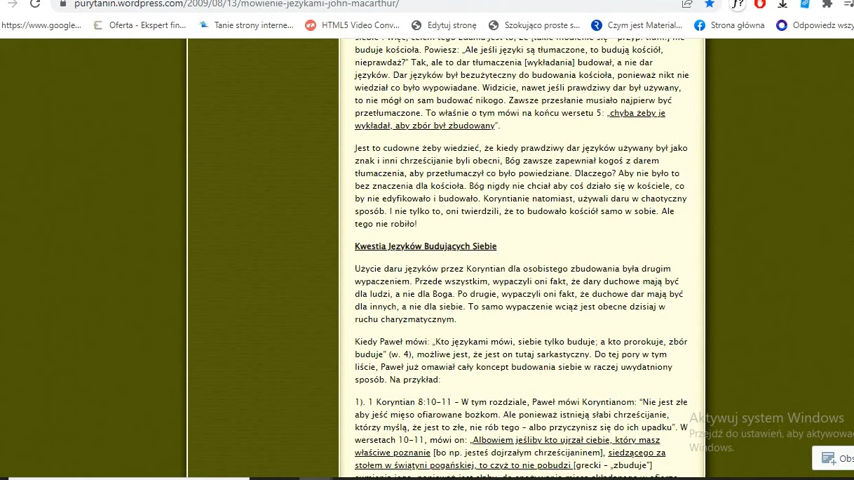 purytanin.wordpress.com/2009/08/13/mowienie-jezykami-john-macarthur/
https://www.google...
Oferta - Ekspert fin...
Tanie strony interne...
HTML5 Video Conv...
Edytuj stronę
Szokująco proste s...
Czym jest Material...
Strona główna
Odpowiedz wszys
buduje kościoła. Powiesz: „Ale jeśli języki są tłumaczone, to budują kościół,
nieprawdaż?” Tak, ale to dar tłumaczenia [wykładania] budował, a nie dar
języków. Dar języków był bezużyteczny do budowania kościoła, ponieważ nikt nie
wiedział co było wypowiadane. Widzicie, nawet jeśli prawdziwy dar był używany,
to nie mógł on sam budować nikogo. Zawsze przesłanie musiało najpierw być
przetłumaczone. To właśnie o tym mówi na końcu wersetu 5: „chyba żeby je
wykładał, aby zbór był zbudowany”.
Jest to cudowne żeby wiedzieć, że kiedy prawdziwy dar języków używany był jako
znak i inni chrześcijanie byli obecni, Bóg zawsze zapewniał kogoś z darem
tłumaczenia, aby przetłumaczył co było powiedziane. Dlaczego? Aby nie było to
bez znaczenia dla kościoła. Bóg nigdy nie chciał aby coś działo się w kościele, co
by nie edyfikowało i budowało. Koryntianie natomiast, używali daru w chaotyczny
sposób. I nie tylko to, oni twierdzili, że to budowało kościół samo w sobie. Ale
tego nie robiło!
Kwestia Języków Budujących Siebie
Użycie daru języków przez Koryntian dla osobistego zbudowania była drugim
wypaczeniem. Przede wszystkim, wypaczyli oni fakt, że dary duchowe mają być
dla ludzi, a nie dla Boga. Po drugie, wypaczyli oni fakt, że duchowe dar mają być
dla innych, a nie dla siebie. To samo wypaczenie wciąż jest obecne dzisiaj w
ruchu charyzmatycznym.
Kiedy Paweł mówi: „Kto językami mówi, siebie tylko buduje; a kto prorokuje, zbór
buduje” (w. 4), możliwe jest, że jest on tutaj sarkastyczny. Do tej pory w tym
liście, Paweł już omawiał cały koncept budowania siebie w raczej uwydatniony
sposób. Na przykład:
1). 1 Koryntian 8:10-11 – W tym rozdziale, Paweł mówi Koryntianom: “Nie jest złe
aby jeść mięso ofiarowane bożkom. Ale ponieważ istnieją słabi chrześcijanie,
którzy myślą, że jest to złe, nie rób tego – albo przyczynisz się do ich upadku”. W
wersetach 10-11, mówi on: „Albowiem jeśliby kto ujrzał ciebie, który masz
właściwe poznanie [bo np. jesteś dojrzałym chrześcijaninem], siedzącego za
stołem w świątyni pogańskiej, to czyż to nie pobudzi [grecki – „zbuduje”]
Aktywuj system Windows
Przejdź do ustawień, aby aktywować
Windows.
Obs